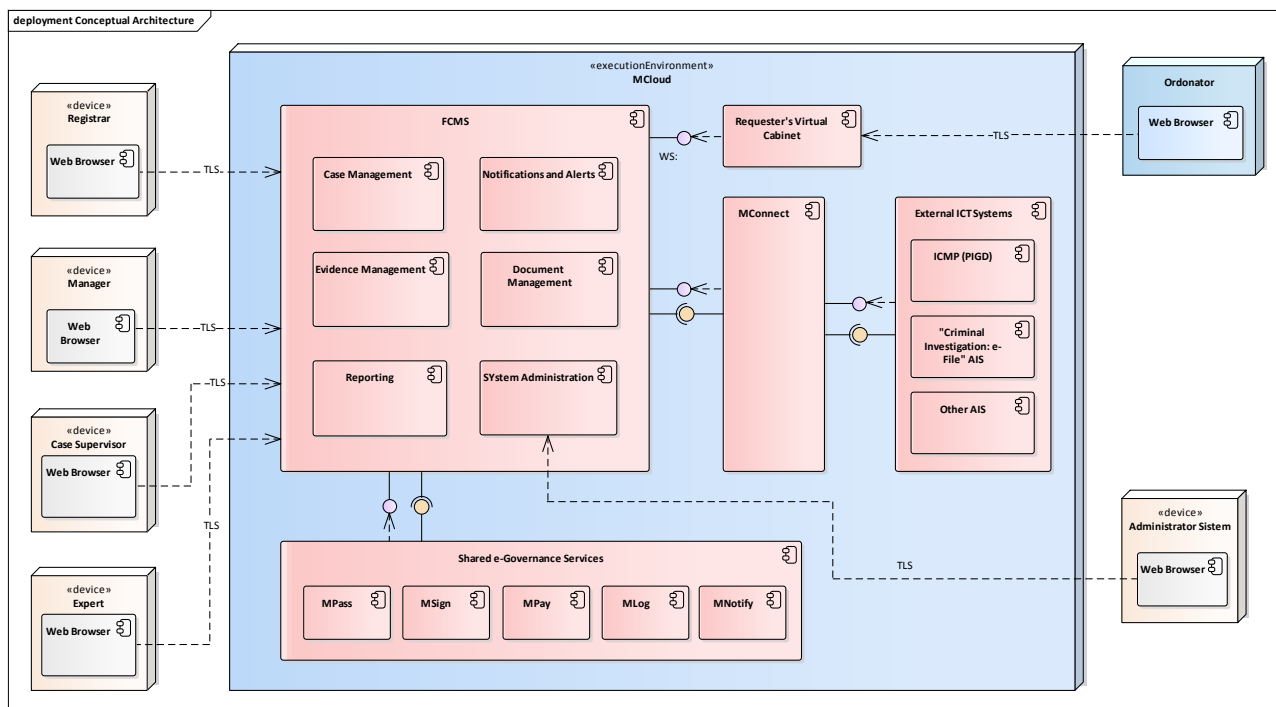 deployment Conceptual Architecture
«device»
Registrar
Web Browser
TLS
«device»
Manager
Web
Browser
TLS
«device»
Case Supervisor
Web Browser
TLS
«device»
Expert
Web Browser
TLS
«executionEnvironment»
MCloud
FCMS
Case Management
Notifications and Alerts
Evidence Management
Document
Management
Reporting
SYstem Administration
WS:
Requester's Virtual
Cabinet
TLS
MConnect
External ICT Systems
ICMP (PIGD)
"Criminal
Investigation: e-
File" AIS
Other AIS
Shared e-Governance Services
MPass
MSign
MPay
MLog
MNotify
TLS
Ordonator
Web Browser
«device»
Administrator Sistem
Web Browser